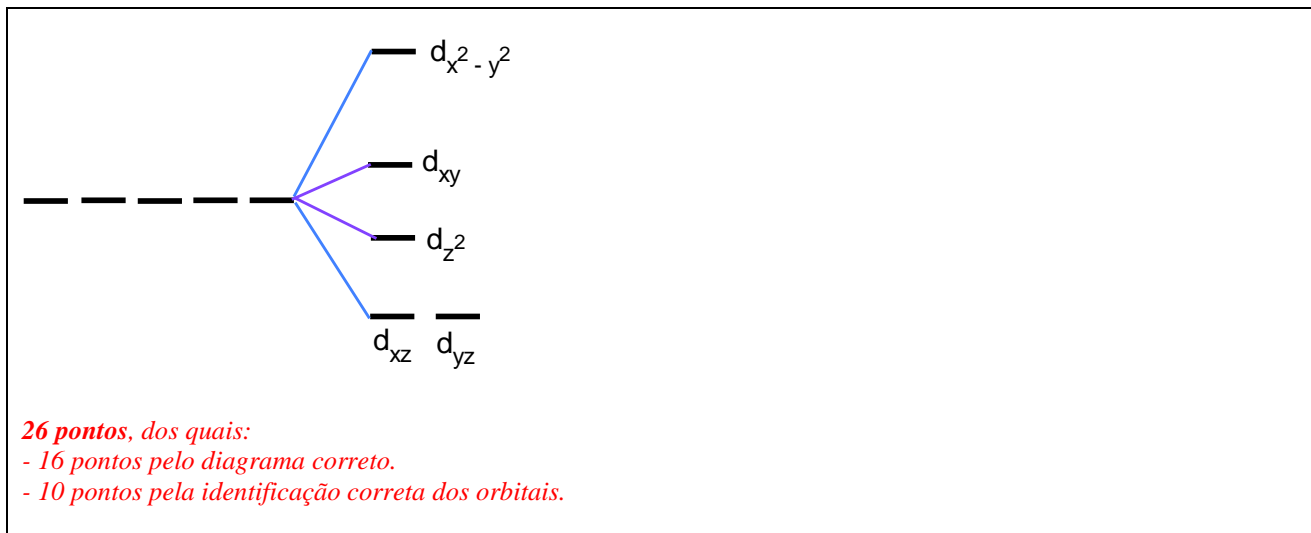 dx2 - y2
dxy
dz2
dxz dyz
26 pontos, dos quais:
- 16 pontos pelo diagrama correto.
- 10 pontos pela identificação correta dos orbitais.